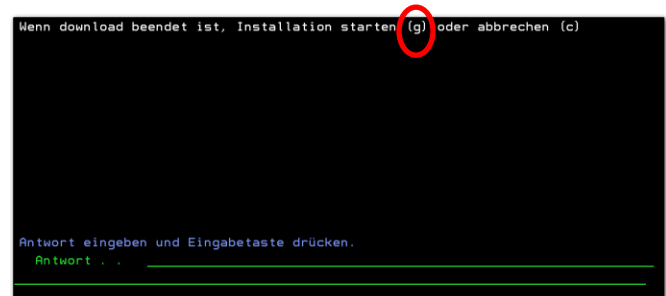 Wenn download beendet ist, Installation starten (g) oder abbrechen (c)
Antwort eingeben und Eingabetaste drücken.
Antwort . .